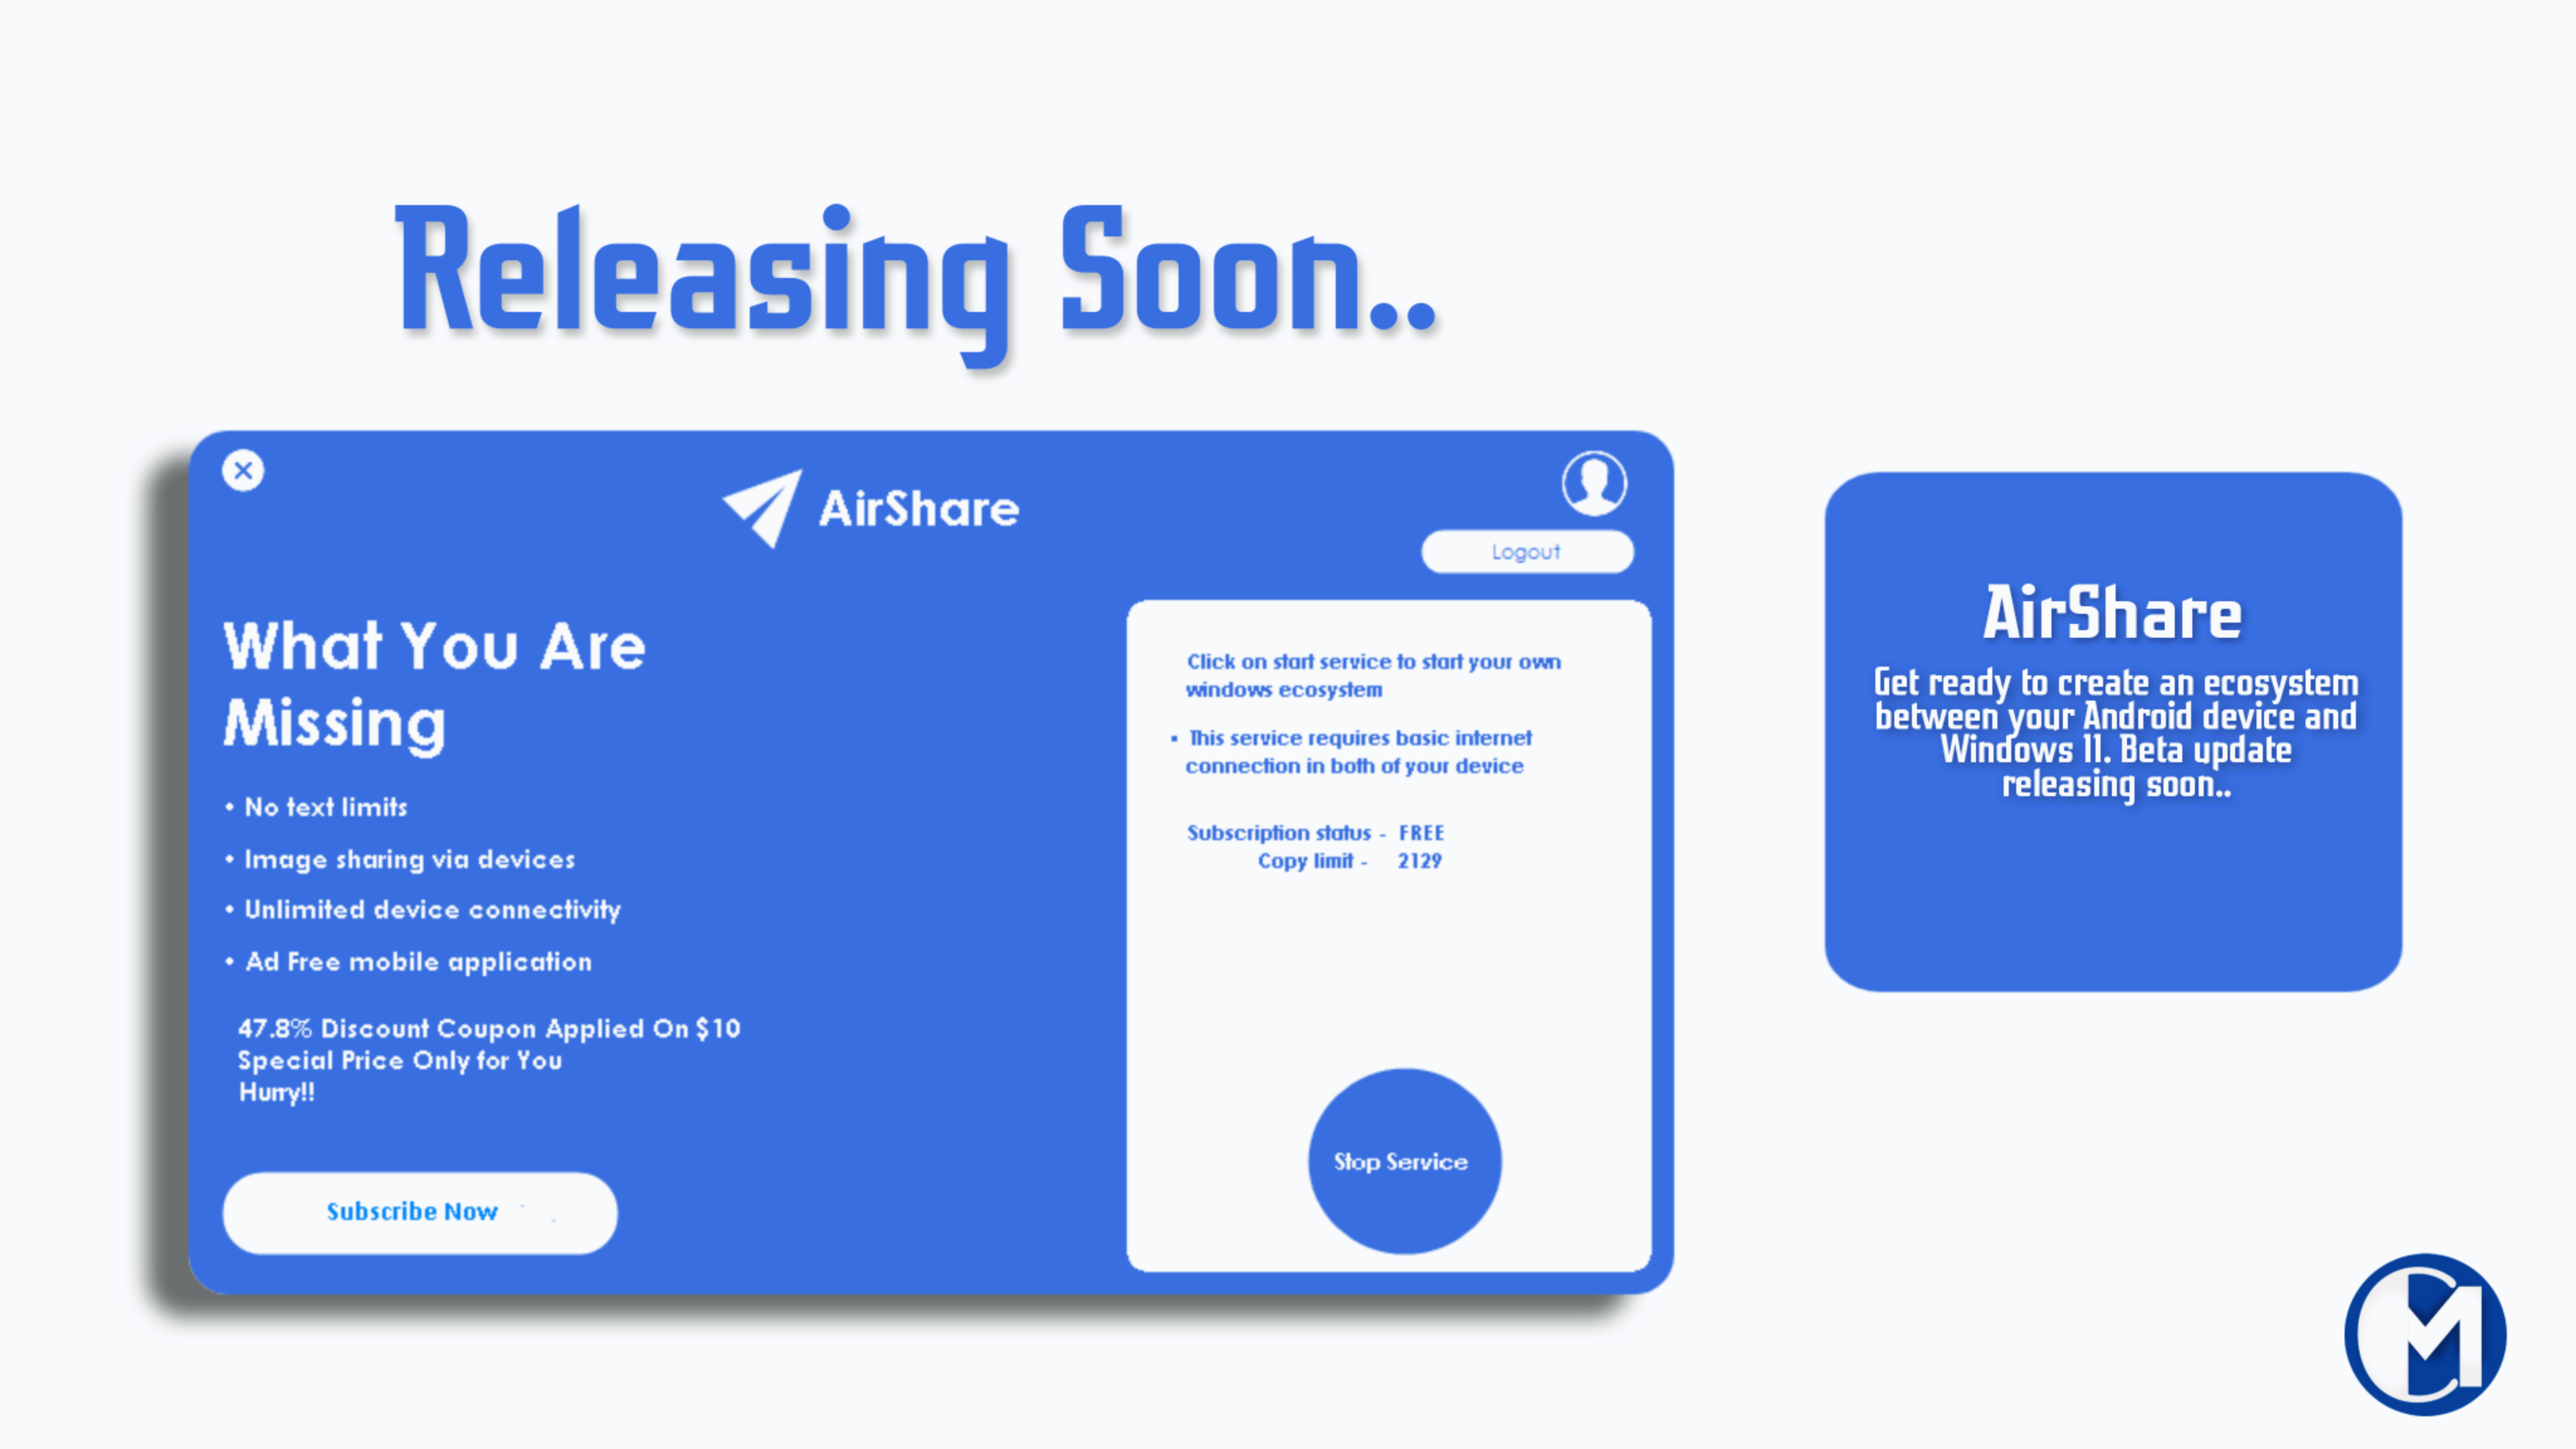 Releasing Soon..
AirShare
Logout
What You Are
Missing
• No text limits
• Image sharing via devices
• Unlimited device connectivity
• Ad Free mobile application
47.8% Discount Coupon Applied On $10
Special Price Only for You
Hurry!!
Subscribe Now
Click on start service to start your own
windows ecosystem
▪ This service requires basic internet
connection in both of your device
Subscription status - FREE
Copy limit - 2129
Stop Service
AirShare
Get ready to create an ecosystem
between your Android device and
Windows 11. Beta update
releasing soon..
CM